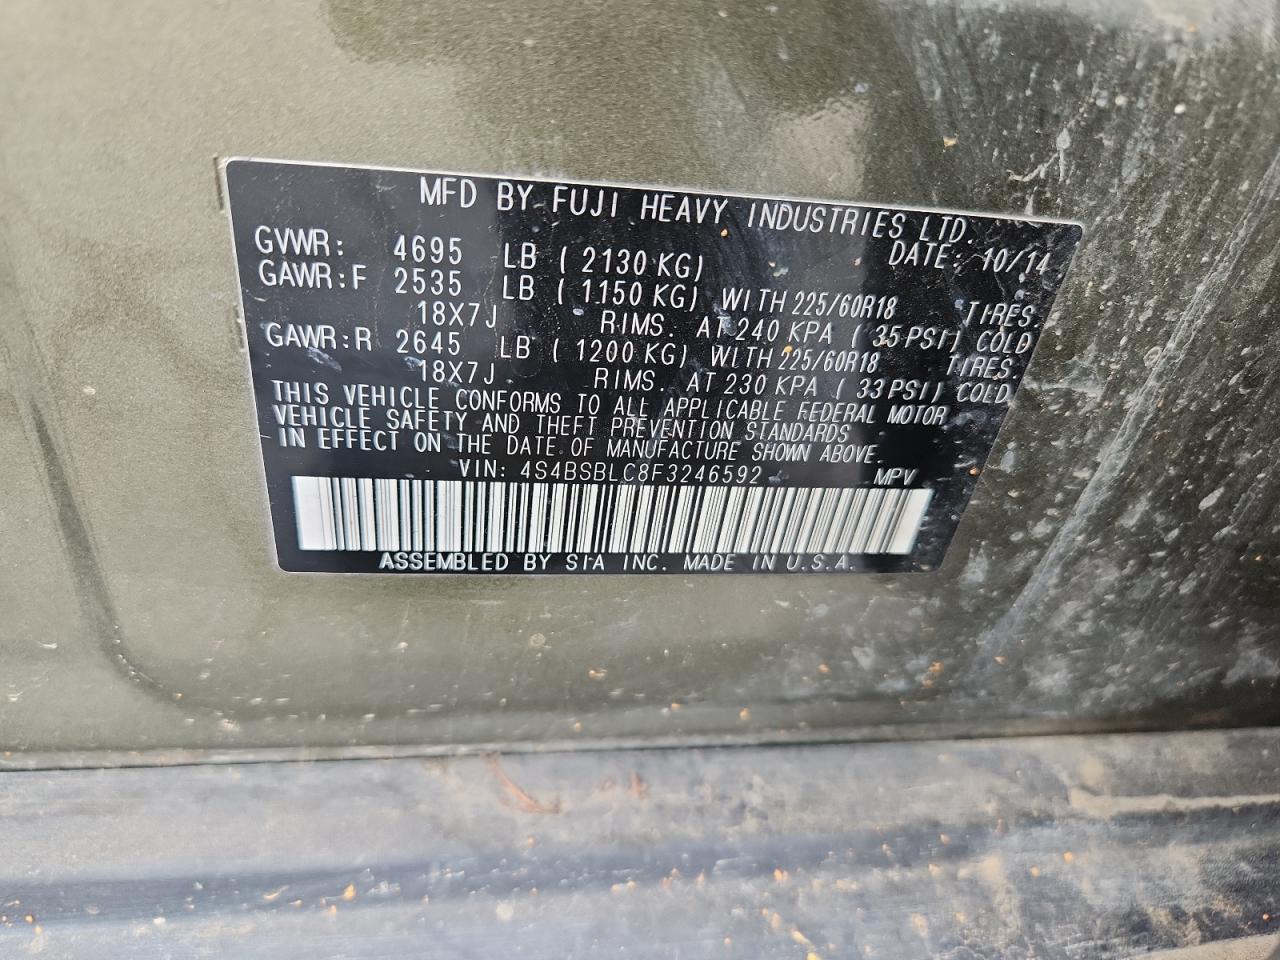 MFD BY FUJI HEAVY INDUSTRIES LTD.
DATE: 10/14
GVWR: 4695 LB ( 2130 KG)
GAWR:F 2535 LB ( 1150 KG) WITH 225/60R18 TIRES.
18X7J RIMS. AT 240 KPA ( 35 PSI) COLD
GAWR:R 2645 LB ( 1200 KG) WITH 225/60R18 TIRES.
18X7J RIMS. AT 230 KPA ( 33 PSI) COLD
THIS VEHICLE CONFORMS TO ALL APPLICABLE FEDERAL MOTOR
VEHICLE SAFETY AND THEFT PREVENTION STANDARDS
IN EFFECT ON THE DATE OF MANUFACTURE SHOWN ABOVE.
VIN: 4S4BSBLC8F3246592 MPV
ASSEMBLED BY SIA INC. MADE IN U.S.A.